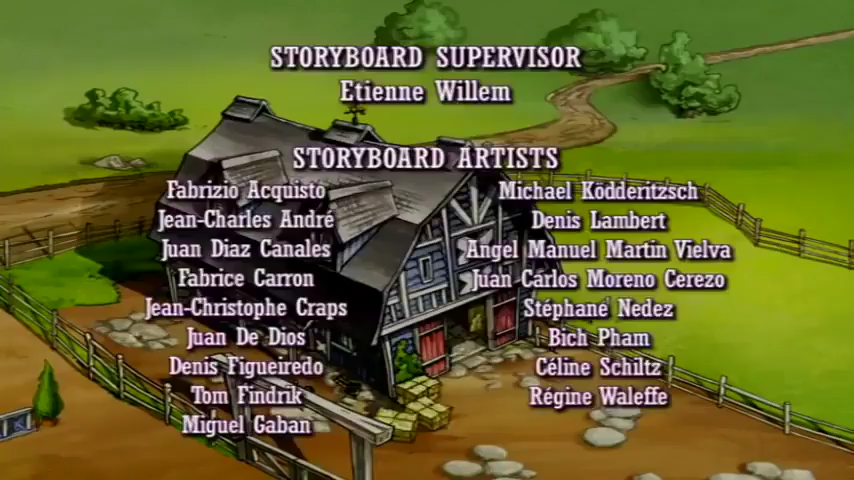 STORYBOARD SUPERVISOR
Etienne Willem
STORYBOARD ARTISTS
Fabrizio Acquisto
Jean-Charles André
Juan Diaz Canales
Fabrice Carron
Jean-Christophe Craps
Juan De Dios
Denis Figueiredo
Tom Findrik
Miguel Gaban
Michael Ködderitzsch
Denis Lambert
Angel Manuel Martin Vielva
Juan Carlos Moreno Cerezo
Stéphane Nedez
Bich Pham
Céline Schiltz
Régine Waleffe